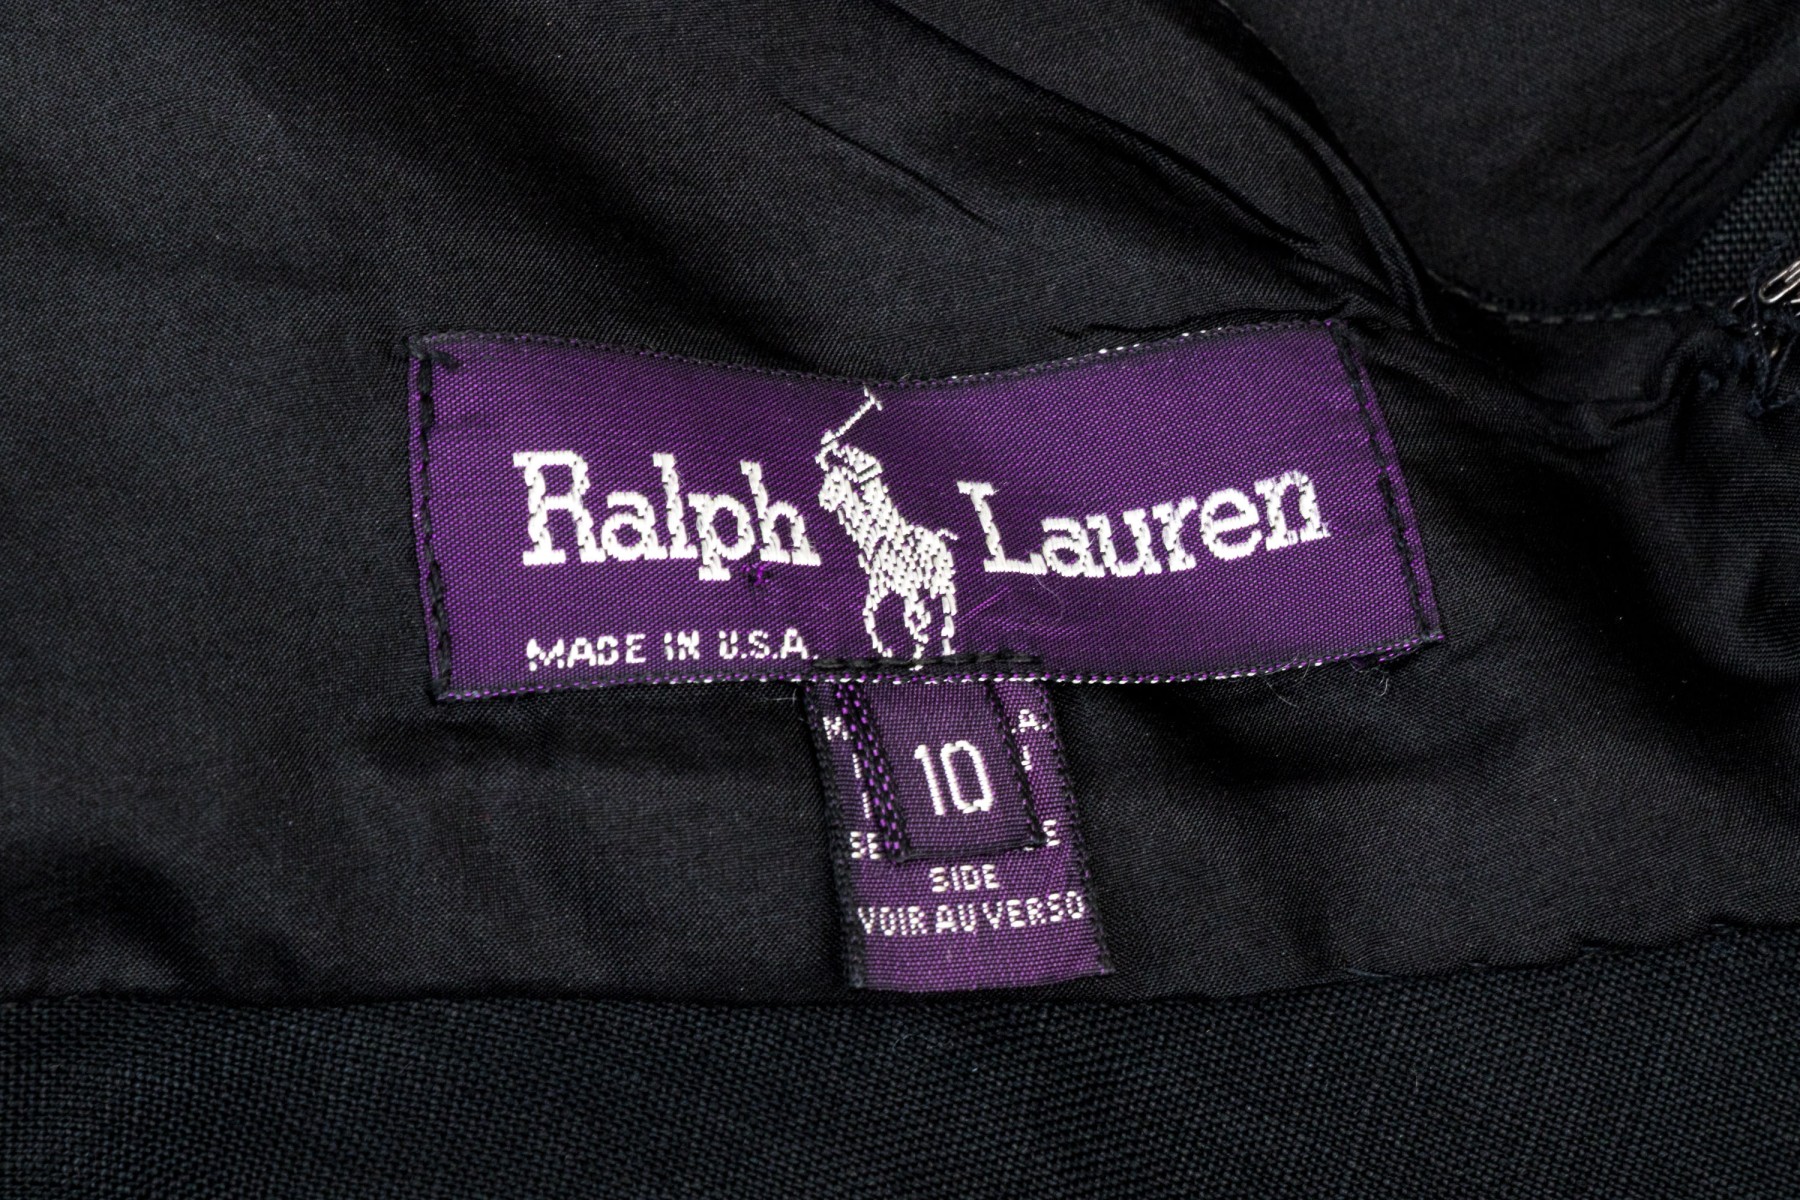 Ralph Lauren
MADE IN U.S.A.
10
SIDE
VOIR AU VERSO